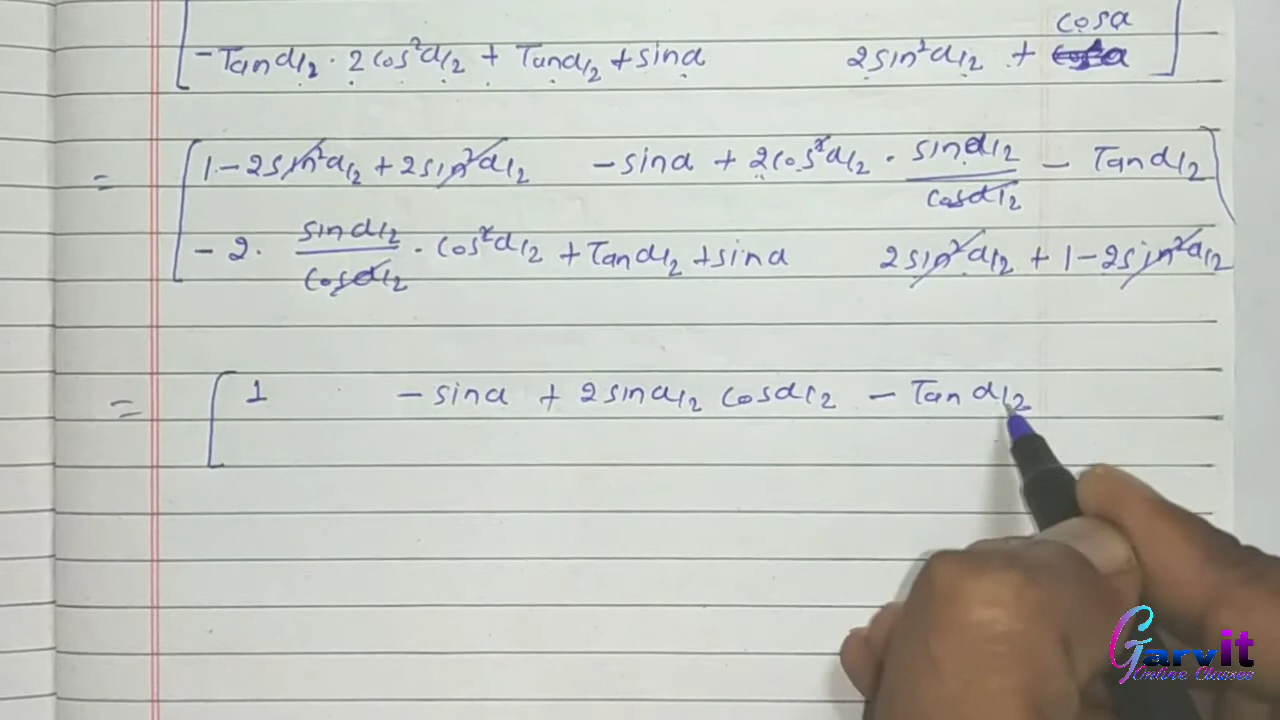 cosα
-Tanα/2 · 2cos²α/2 + Tanα/2 + sinα 2sin²α/2 +
= [ 1-2sin²α/2 + 2sin²α/2 -sinα + 2cos²α/2 · sinα/2 / cosα/2 - Tanα/2 ]
-2 · sinα/2 / cosα/2 · cos²α/2 + Tanα/2 + sinα 2sin²α/2 + 1-2sin²α/2
= [ 1 -sinα + 2sinα/2 cosα/2 - Tanα/2
Garvit
Online Classes